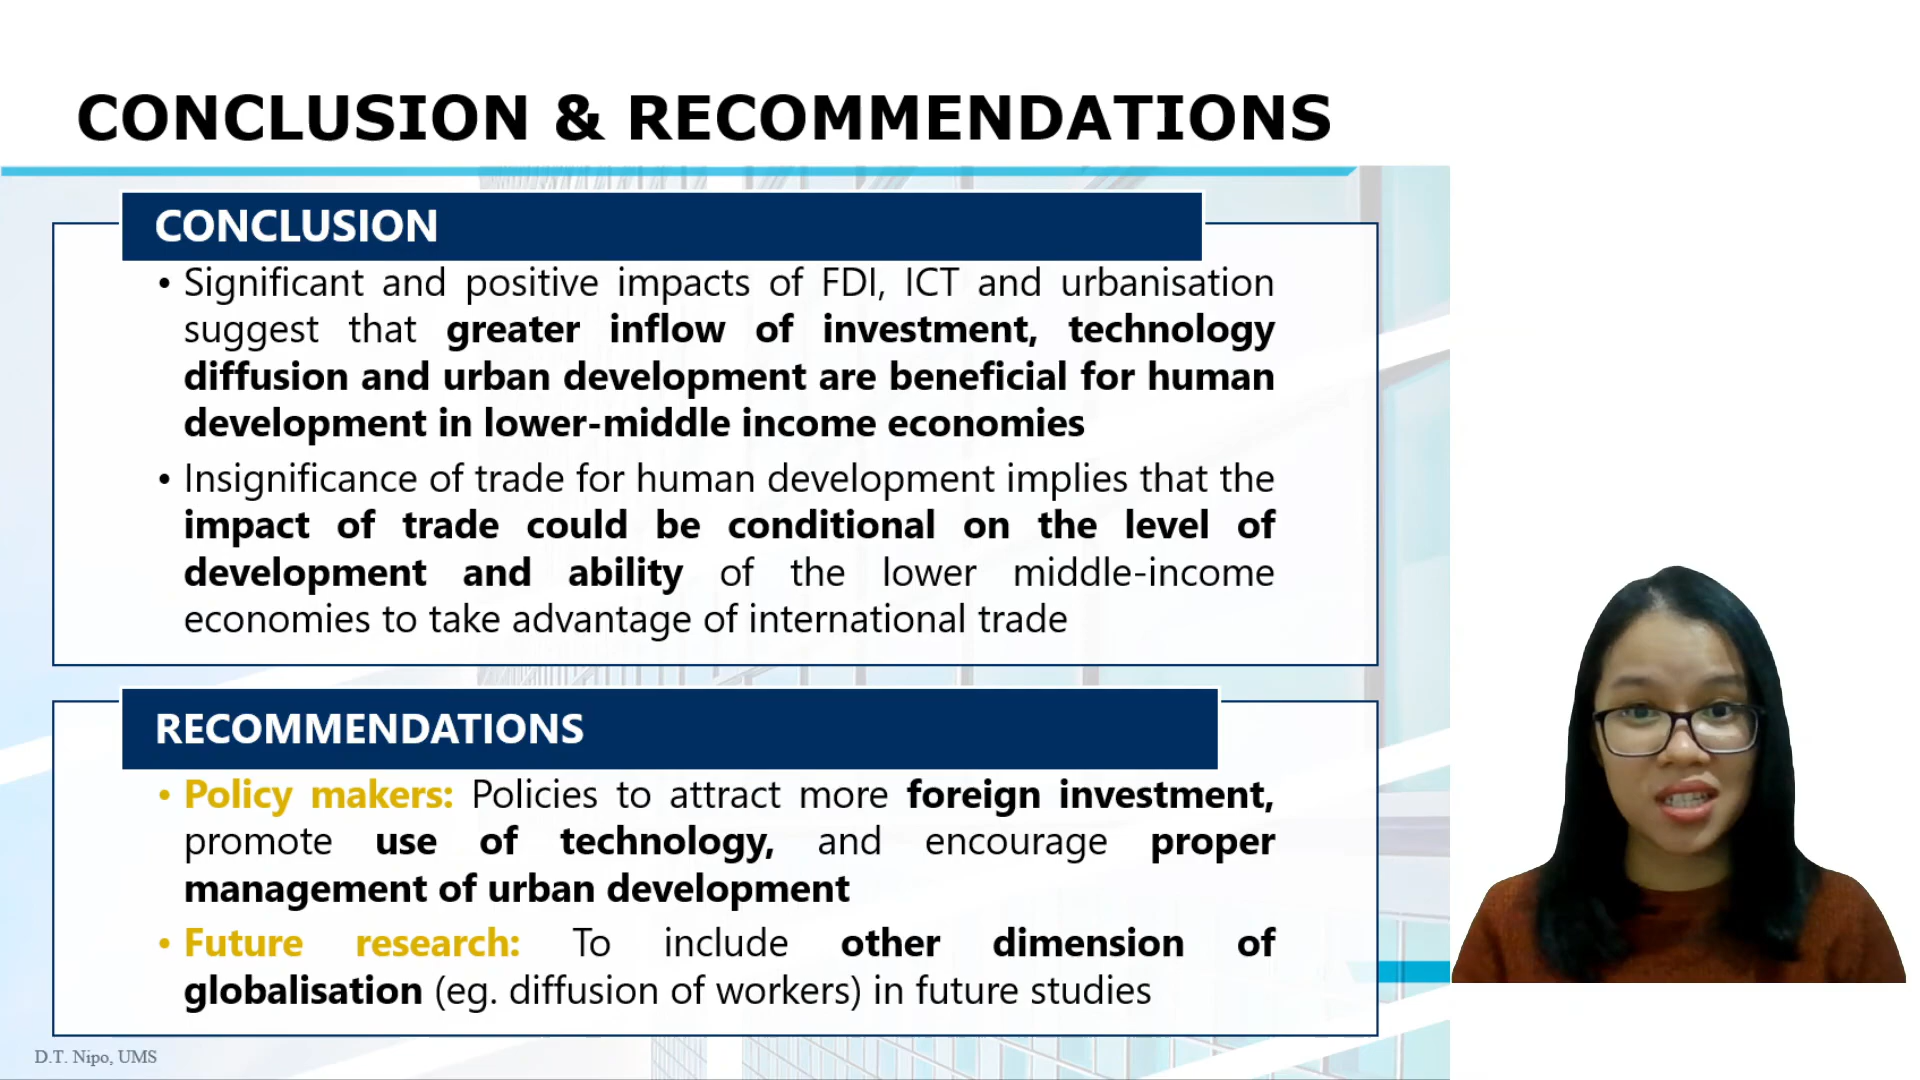 CONCLUSION & RECOMMENDATIONS
CONCLUSION
• Significant and positive impacts of FDI, ICT and urbanisation
suggest that greater inflow of investment, technology
diffusion and urban development are beneficial for human
development in lower-middle income economies
• Insignificance of trade for human development implies that the
impact of trade could be conditional on the level of
development and ability of the lower middle-income
economies to take advantage of international trade
RECOMMENDATIONS
• Policy makers: Policies to attract more foreign investment,
promote use of technology, and encourage proper
management of urban development
• Future research: To include other dimension of
globalisation (eg. diffusion of workers) in future studies
D.T. Nipo, UMS